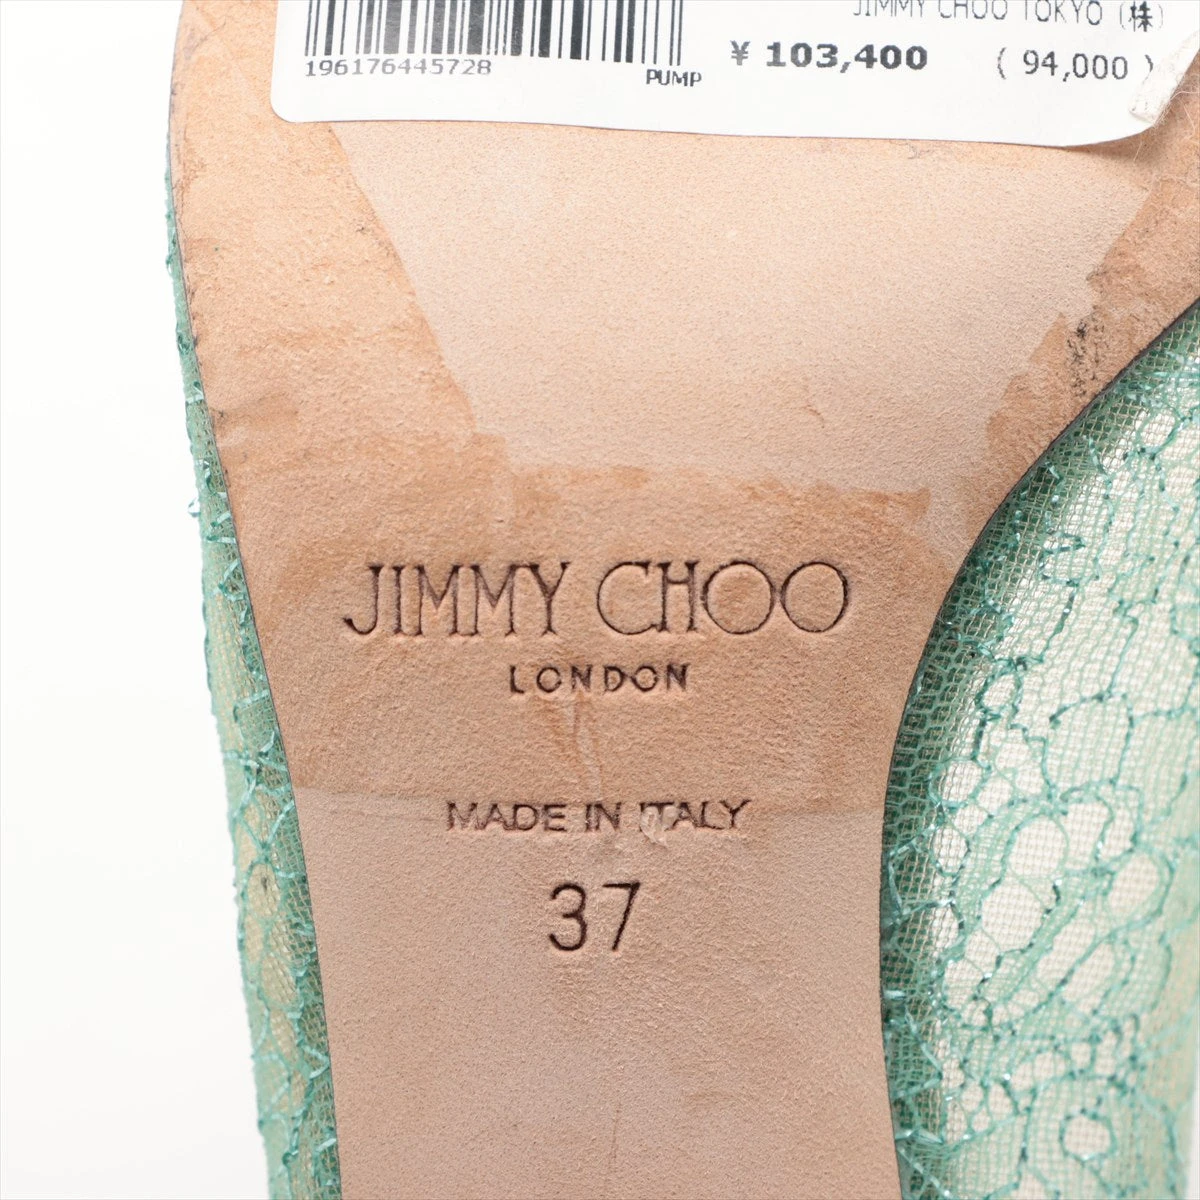 JIMMY CHOO TOKYO (株)
¥ 103,400 ( 94,000 )
196176445728
PUMP
JIMMY CHOO
LONDON
MADE IN ITALY
37